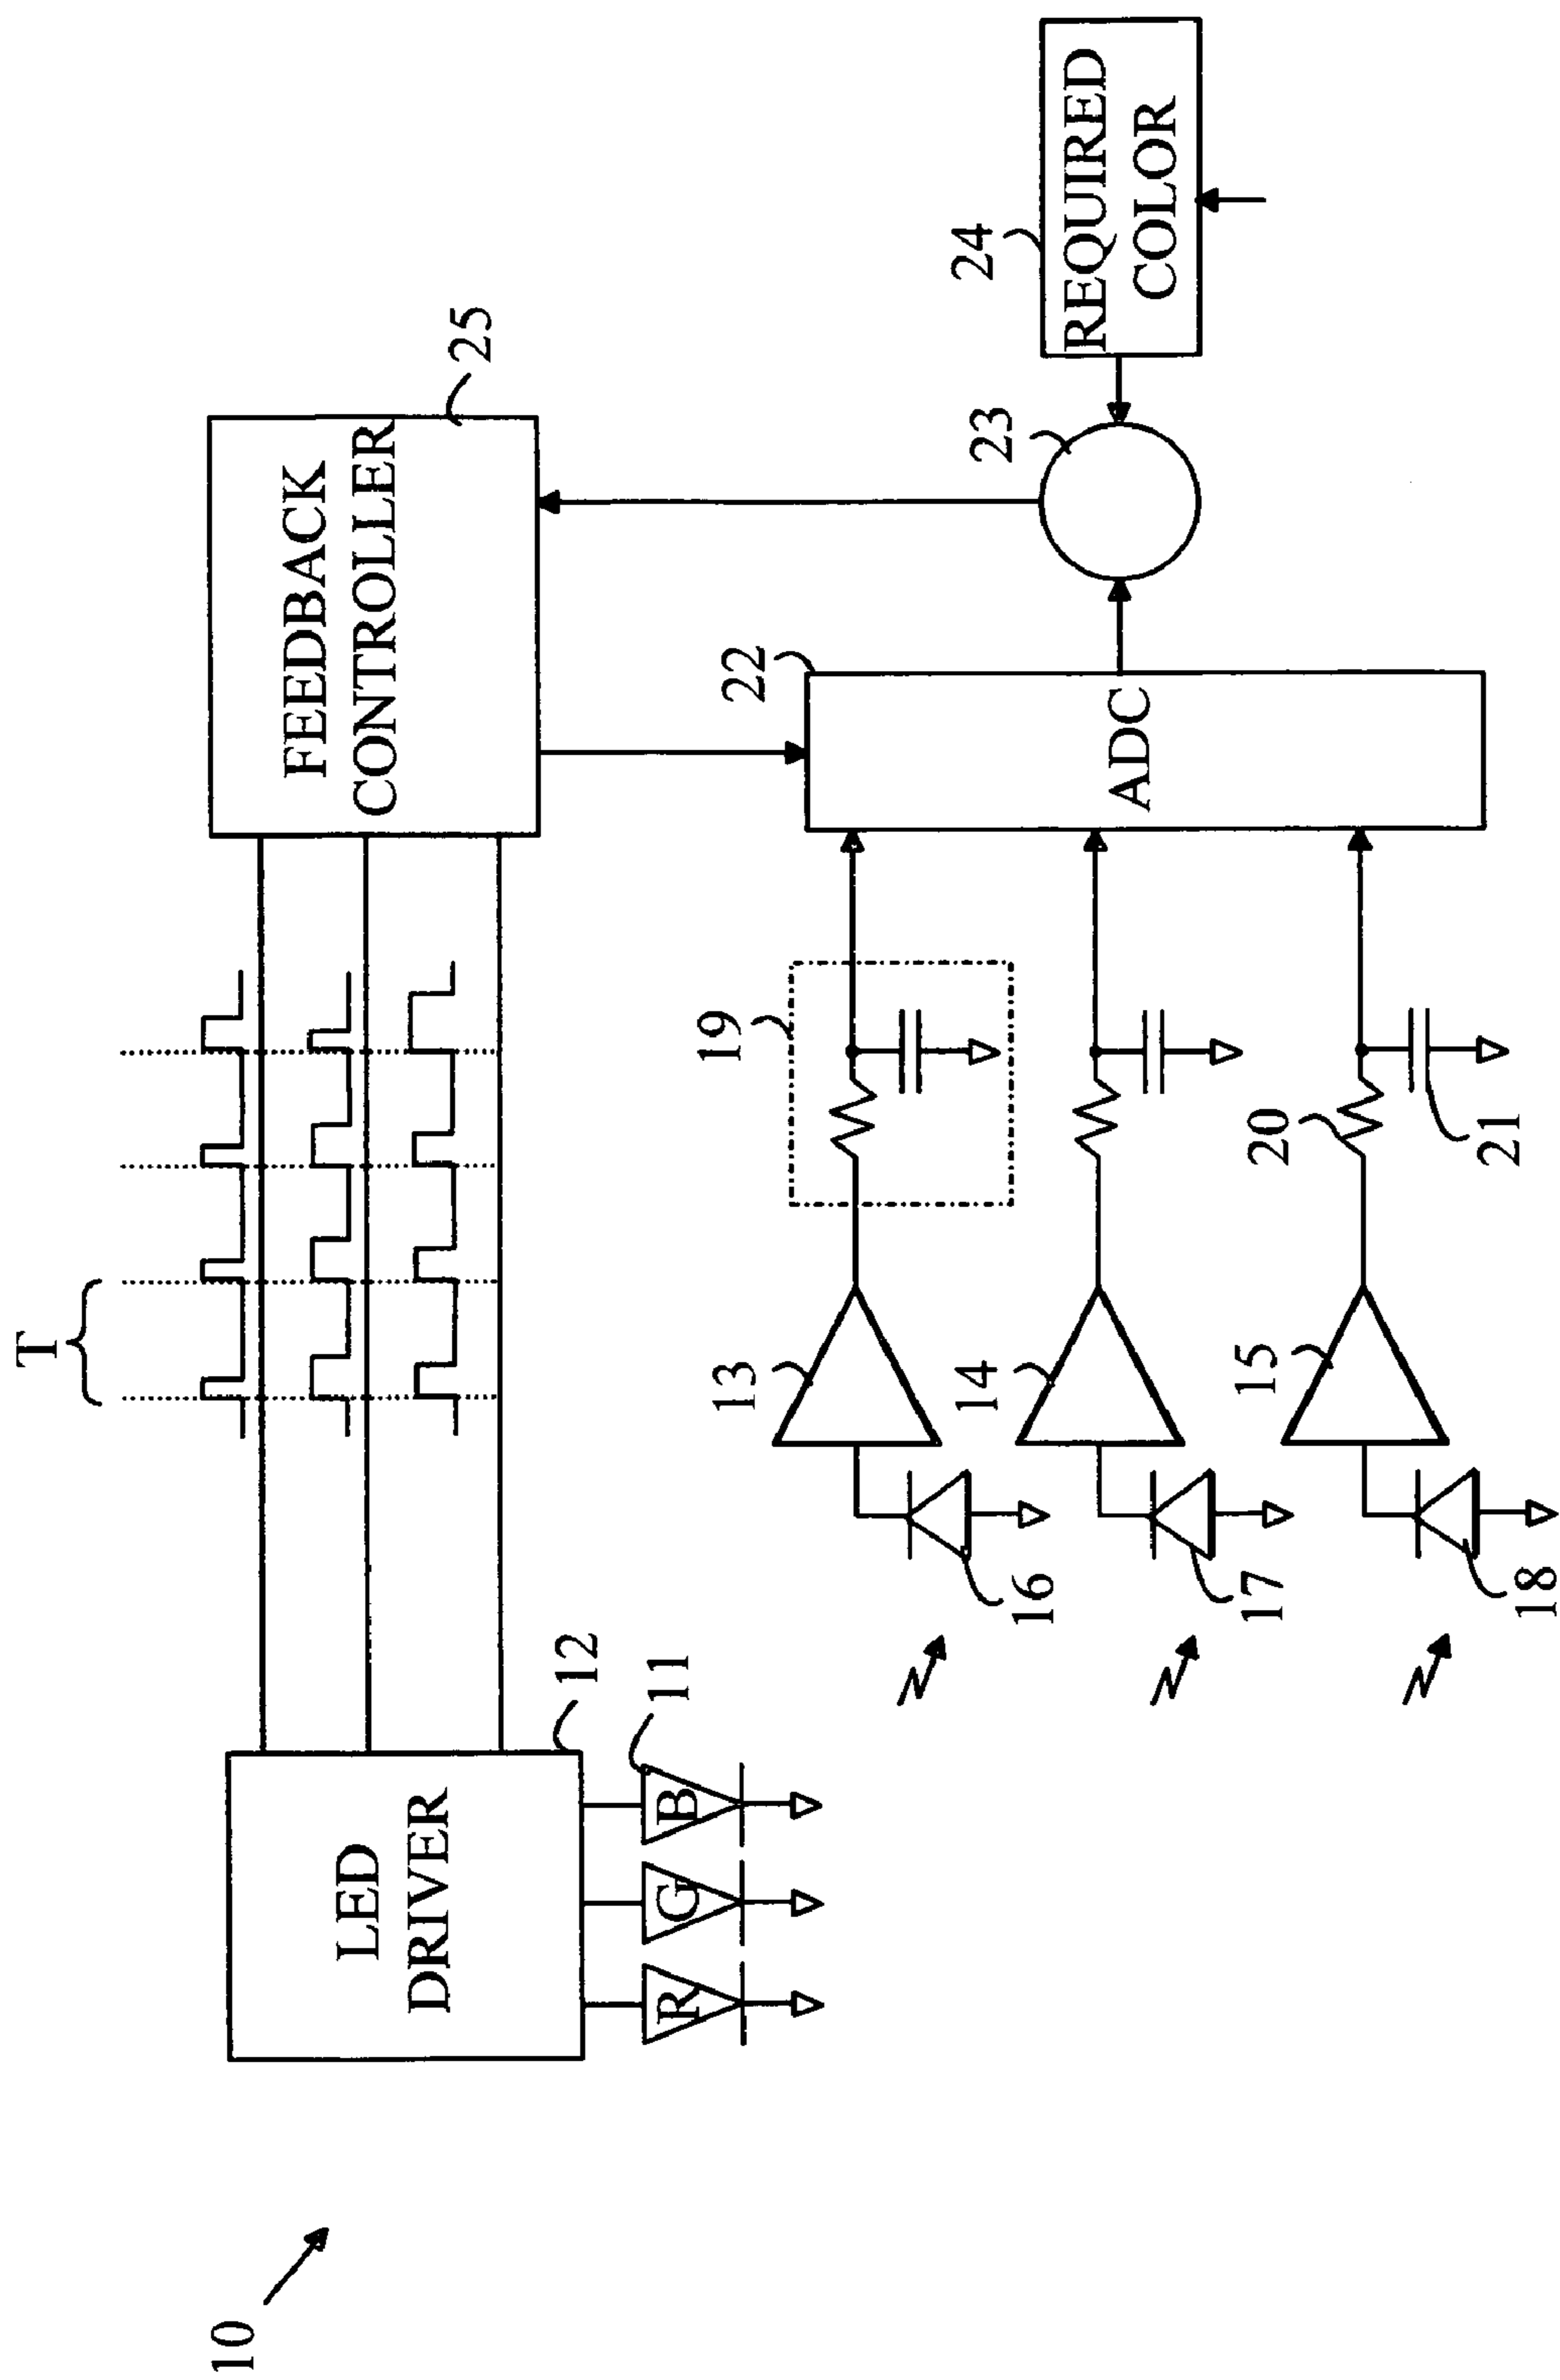 T
LED
DRIVER
FEEDBACK
CONTROLLER
25
12
11
R
G
B
10
13
19
22
24
REQUIRED
COLOR
23
16
14
ADC
17
15
20
18
21